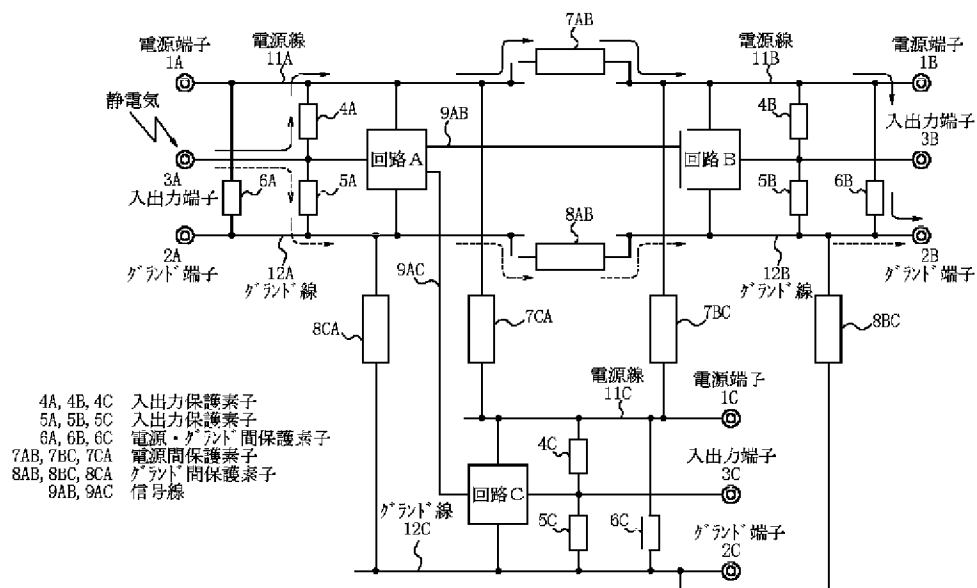 7AB
電源端子
1A
電源線
11A
電源線
11B
電源端子
1B
静電気
4A
9AB
4B
入出力端子
3B
回路A
回路B
3A
入出力端子
6A
5A
5B
6B
8AB
2A
グランド端子
12A
グランド線
9AC
12B
グランド線
2B
グランド端子
8CA
7CA
7BC
8BC
電源線
11C
電源端子
1C
4A, 4B, 4C 入出力保護素子
5A, 5B, 5C 入出力保護素子
6A, 6B, 6C 電源・グランド間保護素子
7AB, 7BC, 7CA 電源間保護素子
8AB, 8BC, 8CA グランド間保護素子
9AB, 9AC 信号線
4C
入出力端子
3C
回路C
グランド線
12C
5C
6C
グランド端子
2C